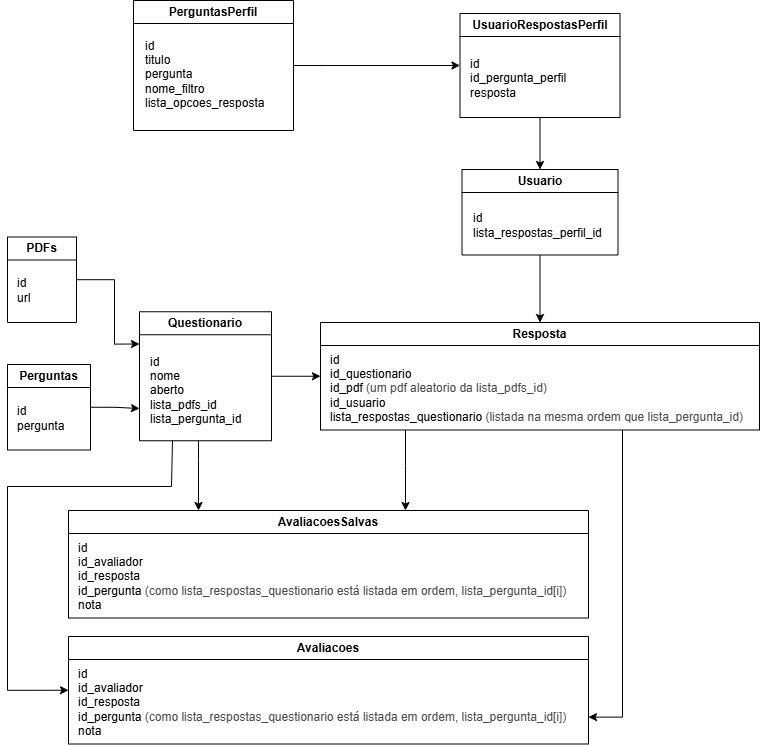 PerguntasPerfil
id
titulo
pergunta
nome_filtro
lista_opcoes_resposta
UsuarioRespostasPerfil
id
id_pergunta_perfil
resposta
Usuario
id
lista_respostas_perfil_id
PDFs
id
url
Questionario
id
nome
aberto
lista_pdfs_id
lista_pergunta_id
Perguntas
id
pergunta
Resposta
id
id_questionario
id_pdf (um pdf aleatorio da lista_pdfs_id)
id_usuario
lista_respostas_questionario (listada na mesma ordem que lista_pergunta_id)
AvaliacoesSalvas
id
id_avaliador
id_resposta
id_pergunta (como lista_respostas_questionario está listada em ordem, lista_pergunta_id[i])
nota
Avaliacoes
id
id_avaliador
id_resposta
id_pergunta (como lista_respostas_questionario está listada em ordem, lista_pergunta_id[i])
nota